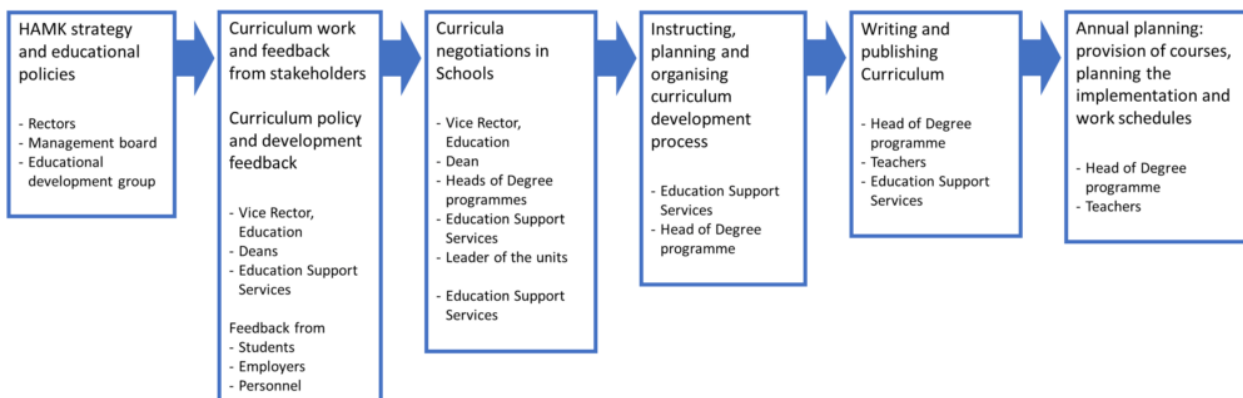 HAMK strategy
and educational
policies
- Rectors
- Management board
- Educational
development group
Curriculum work
and feedback
from stakeholders
Curriculum policy
and development
feedback
- Vice Rector,
Education
- Deans
- Education Support
Services
Feedback from
- Students
- Employers
- Personnel
Curricula
negotiations in
Schools
- Vice Rector,
Education
- Dean
- Heads of Degree
programmes
- Education Support
Services
- Leader of the units
- Education Support
Services
Instructing,
planning and
organising
curriculum
development
process
- Education Support
Services
- Head of Degree
programme
Writing and
publishing
Curriculum
- Head of Degree
programme
- Teachers
- Education Support
Services
Annual planning:
provision of courses,
planning the
implementation and
work schedules
- Head of Degree
programme
- Teachers